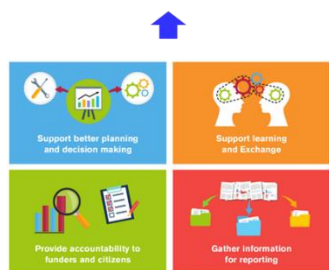 Support better planning
and decision making
Support learning
and Exchange
Provide accountability to
funders and citizens
Gather information
for reporting